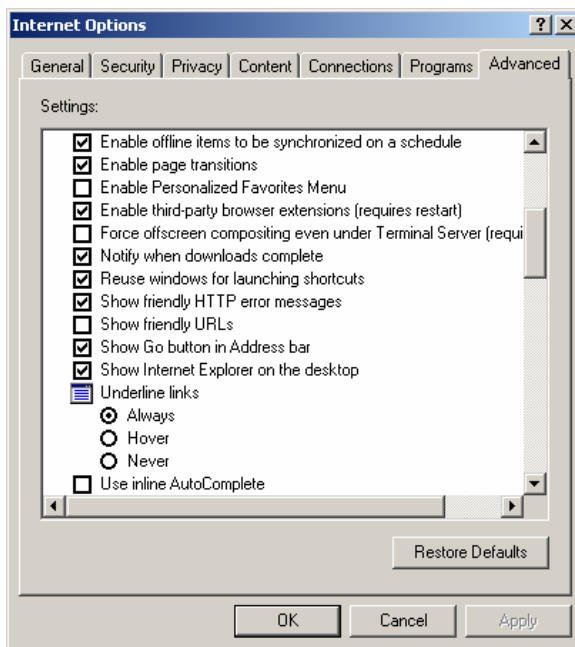 Internet Options
General Security Privacy Content Connections Programs Advanced
Settings:
Enable offline items to be synchronized on a schedule
Enable page transitions
Enable Personalized Favorites Menu
Enable third-party browser extensions (requires restart)
Force offscreen compositing even under Terminal Server (requi
Notify when downloads complete
Reuse windows for launching shortcuts
Show friendly HTTP error messages
Show friendly URLs
Show Go button in Address bar
Show Internet Explorer on the desktop
Underline links
Always
Hover
Never
Use inline AutoComplete
Restore Defaults
OK Cancel Apply